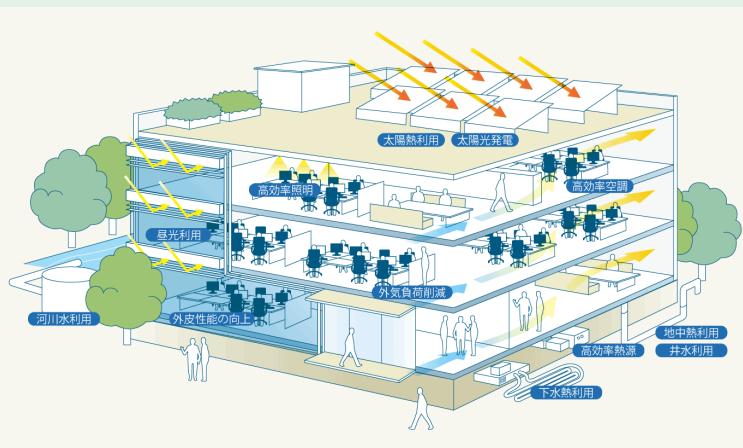 太陽熱利用
太陽光発電
高効率照明
高効率空調
昼光利用
外気負荷削減
河川水利用
外皮性能の向上
地中熱利用
高効率熱源
井水利用
下水熱利用